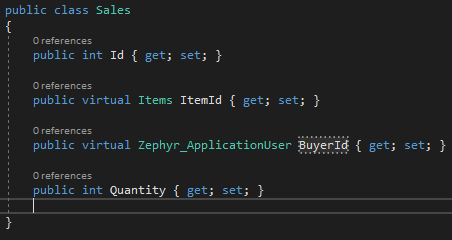 public class Sales
{
0 references
public int Id { get; set; }
0 references
public virtual Items ItemId { get; set; }
0 references
public virtual Zephyr_ApplicationUser BuyerId { get; set; }
0 references
public int Quantity { get; set; }
}